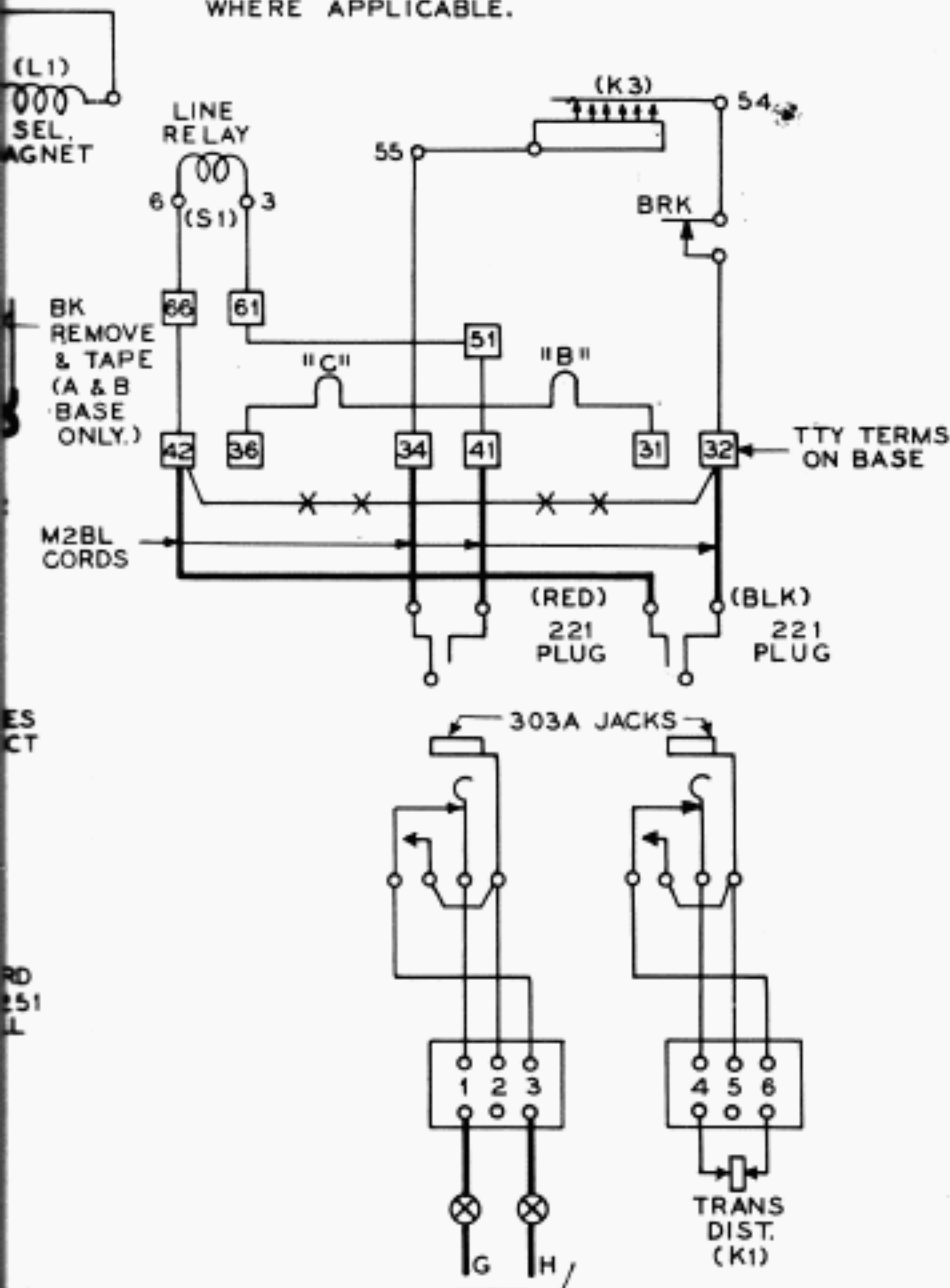 WHERE APPLICABLE.
(L1)
SEL.
AGNET
LINE
RELAY
6
(S1)
3
(K3)
54
55
BRK
66
61
51
BK
REMOVE
& TAPE
(A & B
BASE
ONLY.)
"C"
"B"
42
36
34
41
31
32
TTY TERMS
ON BASE
M2BL
CORDS
(RED)
221
PLUG
(BLK)
221
PLUG
ES
CT
303A JACKS
RD
251
1 2 3
4 5 6
G
H
TRANS
DIST.
(K1)